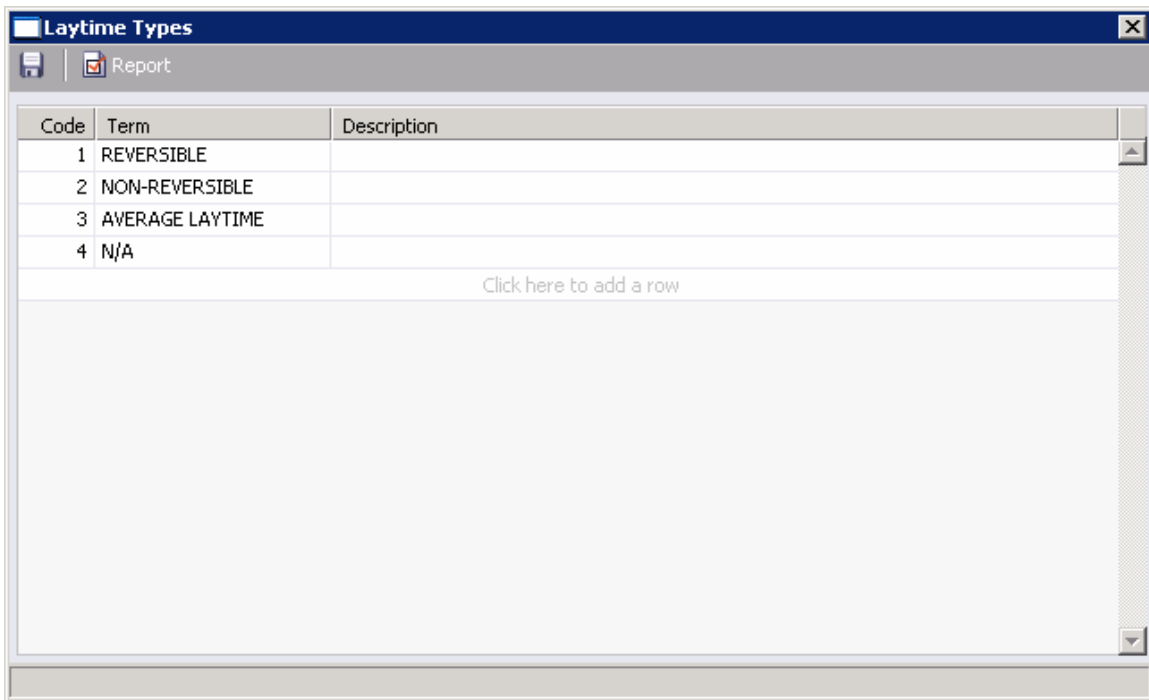 Laytime Types
Report
Code Term Description
1 REVERSIBLE
2 NON-REVERSIBLE
3 AVERAGE LAYTIME
4 N/A
Click here to add a row